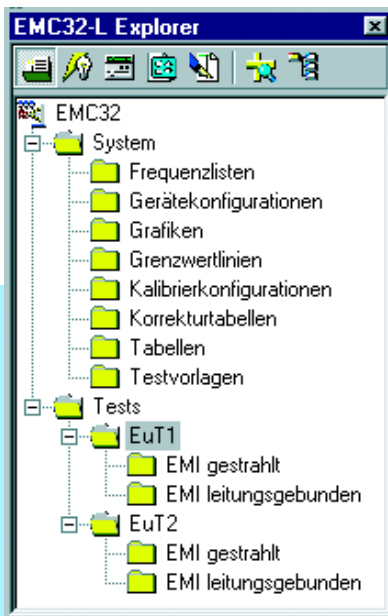 EMC32-L Explorer
EMC32
System
Frequenzlisten
Gerätekonfigurationen
Grafiken
Grenzwertlinien
Kalibrierkonfigurationen
Korrekturtabellen
Tabellen
Testvorlagen
Tests
EuT1
EMI gestrahlt
EMI leitungsgebunden
EuT2
EMI gestrahlt
EMI leitungsgebunden